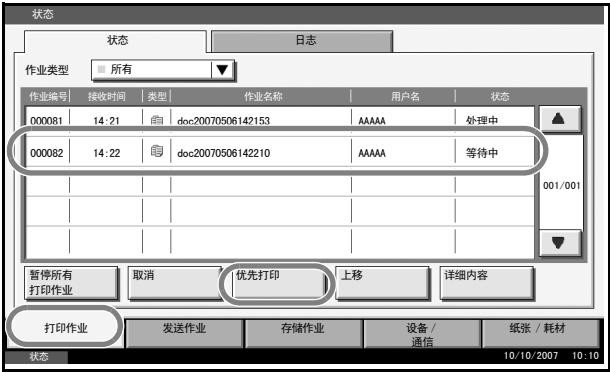 状态
状态 日志
作业类型 所有
作业编号 接收时间 类型 作业名称 用户名 状态
000081 14:21 doc20070506142153 AAAAA 处理中
000082 14:22 doc20070506142210 AAAAA 等待中
001/001
暂停所有 取消 优先打印 上移 详细内容
打印作业
打印作业 发送作业 存储作业 设备 / 纸张 / 耗材
通信
状态 10/10/2007 10:10